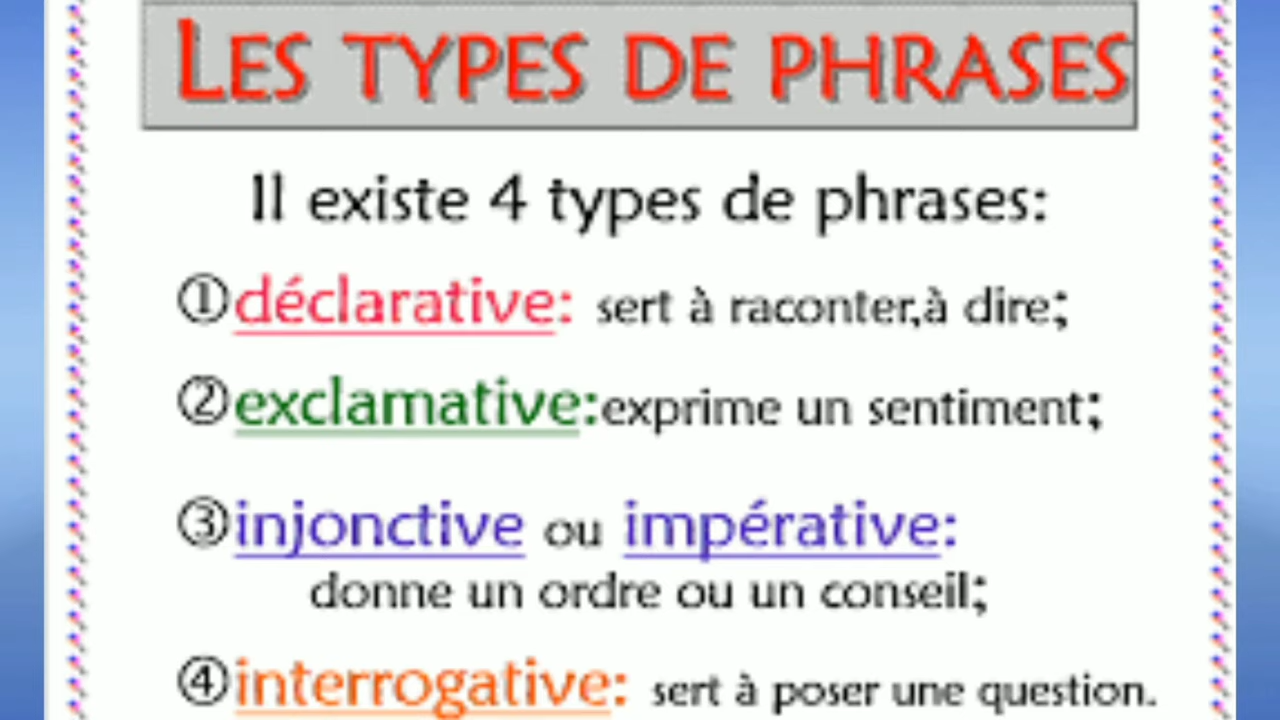 LES TYPES DE PHRASES
Il existe 4 types de phrases:
①déclarative: sert à raconter,à dire;
②exclamative:exprime un sentiment;
③injonctive ou impérative:
donne un ordre ou un conseil;
④interrogative: sert à poser une question.